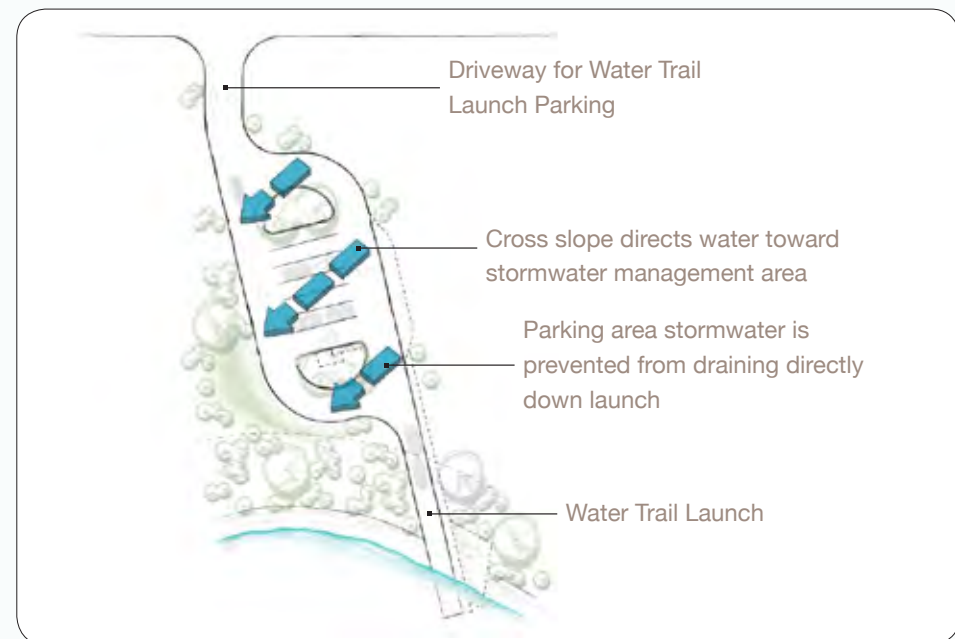 Driveway for Water Trail
Launch Parking
Cross slope directs water toward
stormwater management area
Parking area stormwater is
prevented from draining directly
down launch
Water Trail Launch